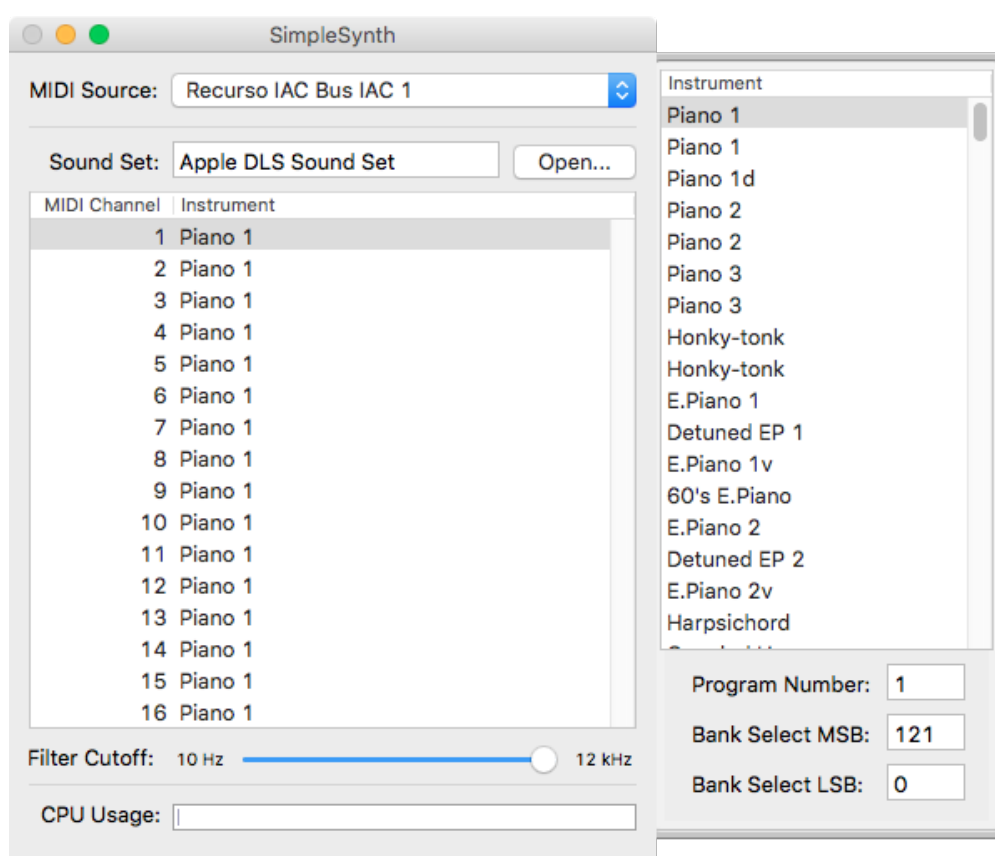 SimpleSynth
MIDI Source: Recurso IAC Bus IAC 1
Sound Set: Apple DLS Sound Set Open...
MIDI Channel Instrument
1 Piano 1
2 Piano 1
3 Piano 1
4 Piano 1
5 Piano 1
6 Piano 1
7 Piano 1
8 Piano 1
9 Piano 1
10 Piano 1
11 Piano 1
12 Piano 1
13 Piano 1
14 Piano 1
15 Piano 1
16 Piano 1
Filter Cutoff: 10 Hz 12 kHz
CPU Usage:
Instrument
Piano 1
Piano 1
Piano 1d
Piano 2
Piano 2
Piano 3
Piano 3
Honky-tonk
Honky-tonk
E.Piano 1
Detuned EP 1
E.Piano 1v
60's E.Piano
E.Piano 2
Detuned EP 2
E.Piano 2v
Harpsichord
Program Number: 1
Bank Select MSB: 121
Bank Select LSB: 0